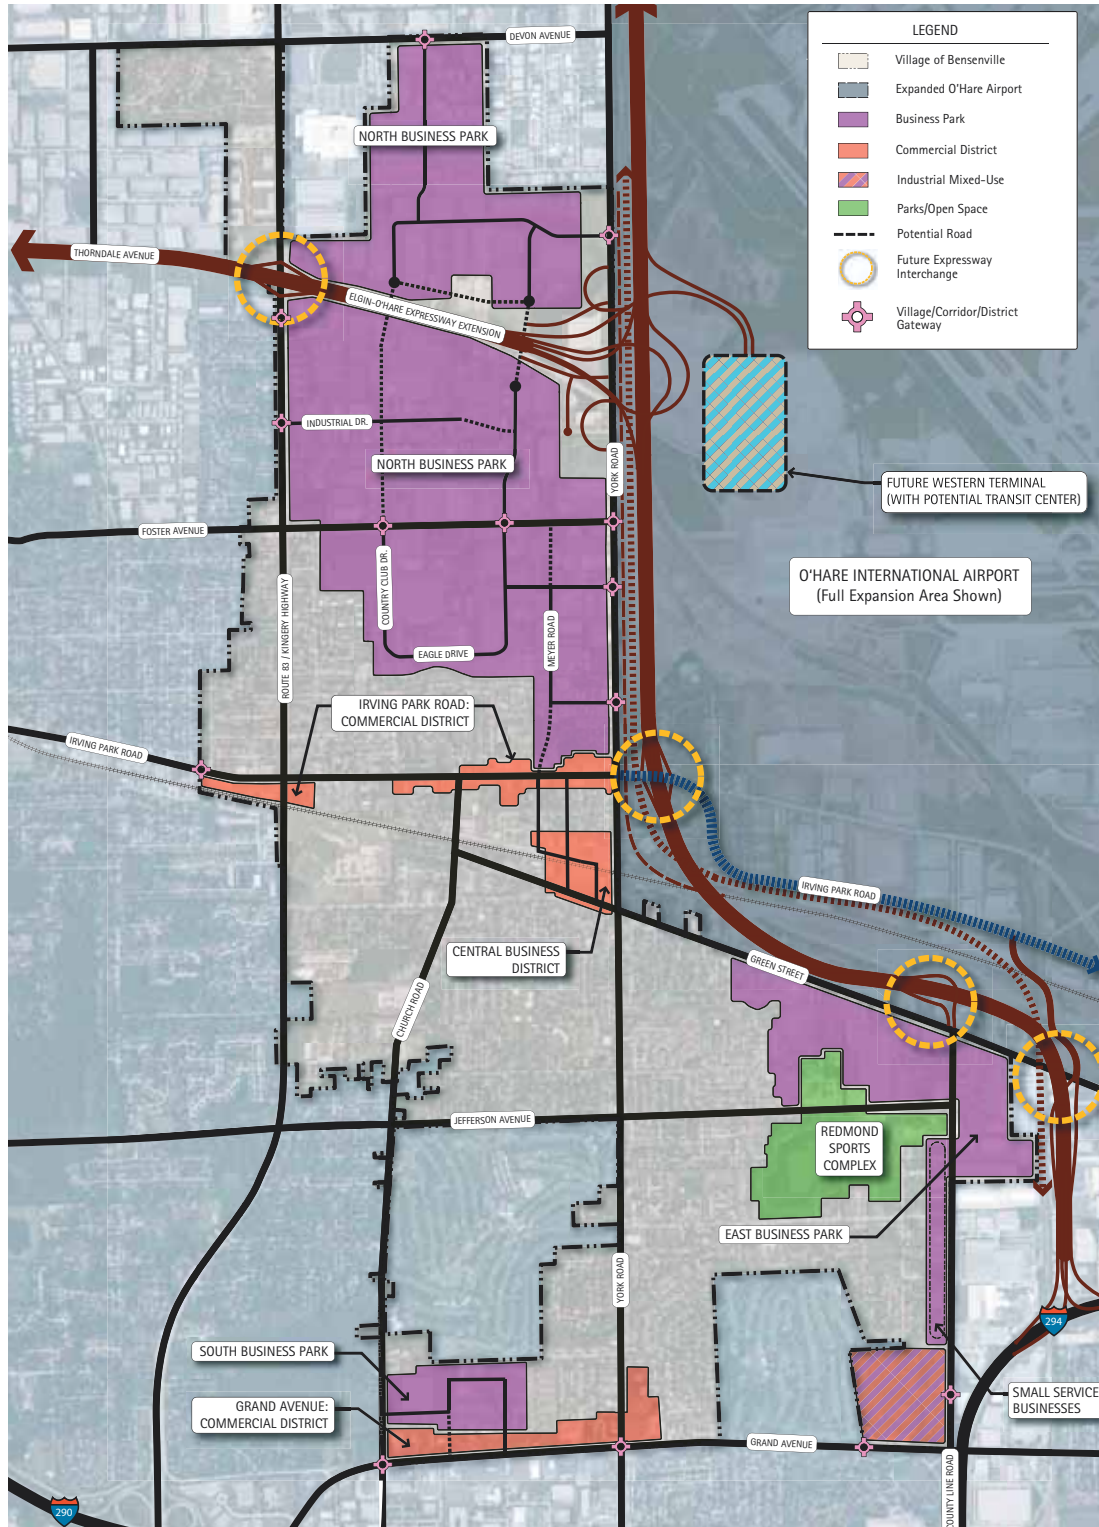 DEVON AVENUE
LEGEND
Village of Bensenville
Expanded O'Hare Airport
Business Park
Commercial District
Industrial Mixed-Use
Parks/Open Space
Potential Road
Future Expressway
Interchange
Village/Corridor/District
Gateway
NORTH BUSINESS PARK
THORNDALE AVENUE
ELGIN-O'HARE EXPRESSWAY EXTENSION
INDUSTRIAL DR.
NORTH BUSINESS PARK
YORK ROAD
FUTURE WESTERN TERMINAL
(WITH POTENTIAL TRANSIT CENTER)
FOSTER AVENUE
O'HARE INTERNATIONAL AIRPORT
(Full Expansion Area Shown)
ROUTE 83 / KINGERY HIGHWAY
COUNTRY CLUB DR.
MEYER ROAD
EAGLE DRIVE
IRVING PARK ROAD:
COMMERCIAL DISTRICT
IRVING PARK ROAD
IRVING PARK ROAD
CENTRAL BUSINESS
DISTRICT
GREEN STREET
CHURCH ROAD
JEFFERSON AVENUE
REDMOND
SPORTS
COMPLEX
EAST BUSINESS PARK
YORK ROAD
294
SOUTH BUSINESS PARK
SMALL SERVICE
BUSINESSES
GRAND AVENUE:
COMMERCIAL DISTRICT
GRAND AVENUE
COUNTY LINE ROAD
290